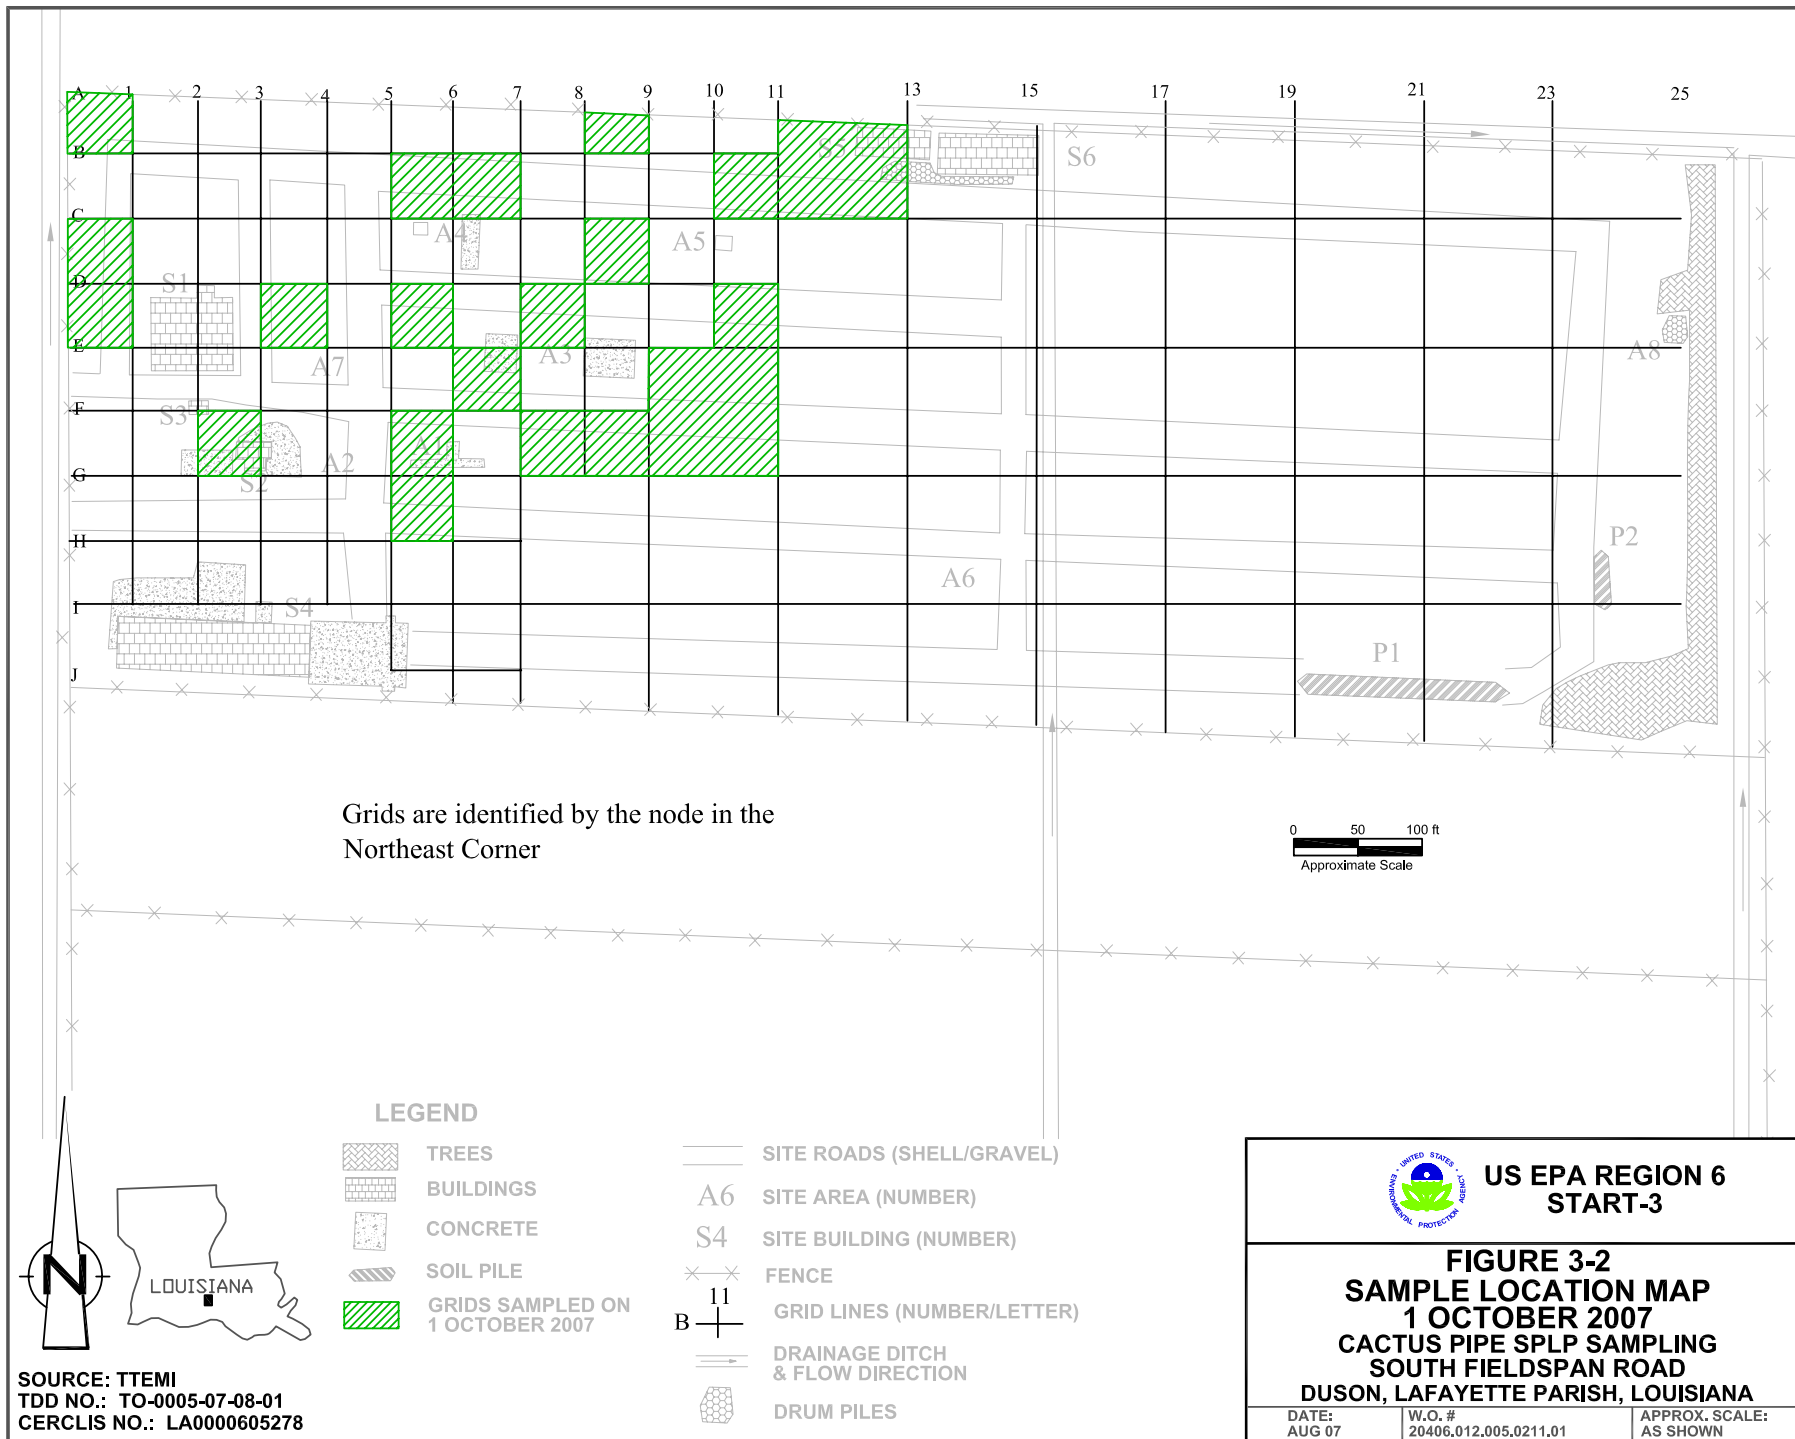 A 1 2 3 4 5 6 7 8 9 10 11 13 15 17 19 21 23 25
B
S5
S6
C
A4
A5
D
S1
E
A7
A3
A8
F
S3
A1
A2
G
S2
H
P2
A6
I
S4
P1
J
Grids are identified by the node in the
Northeast Corner
0 50 100 ft
Approximate Scale
LEGEND
TREES
BUILDINGS
CONCRETE
SOIL PILE
GRIDS SAMPLED ON
1 OCTOBER 2007
SITE ROADS (SHELL/GRAVEL)
A6 SITE AREA (NUMBER)
S4 SITE BUILDING (NUMBER)
FENCE
11
B
GRID LINES (NUMBER/LETTER)
DRAINAGE DITCH
& FLOW DIRECTION
DRUM PILES
N
LOUISIANA
SOURCE: TTEMI
TDD NO.: TO-0005-07-08-01
CERCLIS NO.: LA0000605278
UNITED STATES
ENVIRONMENTAL PROTECTION AGENCY
US EPA REGION 6
START-3
FIGURE 3-2
SAMPLE LOCATION MAP
1 OCTOBER 2007
CACTUS PIPE SPLP SAMPLING
SOUTH FIELDSPAN ROAD
DUSON, LAFAYETTE PARISH, LOUISIANA
DATE:
AUG 07
W.O. #
20406.012.005.0211.01
APPROX. SCALE:
AS SHOWN